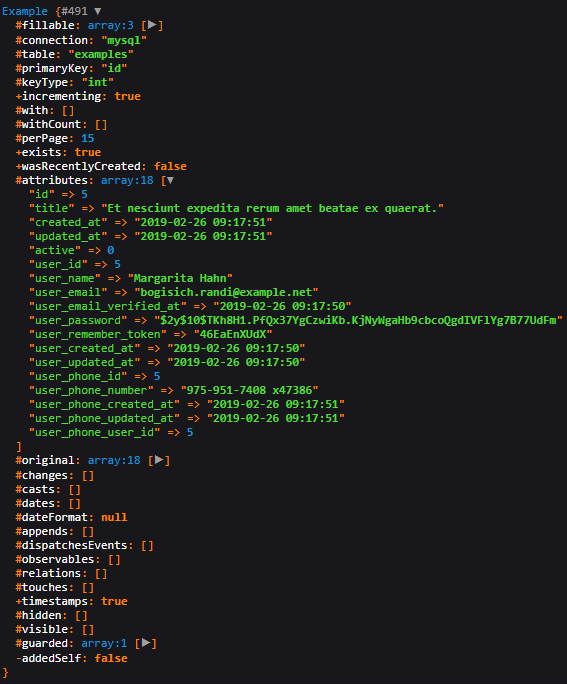 Example {#491 ▼
#fillable: array:3 [▶]
#connection: "mysql"
#table: "examples"
#primaryKey: "id"
#keyType: "int"
+incrementing: true
#with: []
#withCount: []
#perPage: 15
+exists: true
+wasRecentlyCreated: false
#attributes: array:18 [▼
"id" => 5
"title" => "Et nesciunt expedita rerum amet beatae ex quaerat."
"created_at" => "2019-02-26 09:17:51"
"updated_at" => "2019-02-26 09:17:51"
"active" => 0
"user_id" => 5
"user_name" => "Margarita Hahn"
"user_email" => "bogisich.randi@example.net"
"user_email_verified_at" => "2019-02-26 09:17:50"
"user_password" => "$2y$10$TKh8H1.PfQx37YgCzwiKb.KjNyWgaHb9cbcoQgdIVFlYg7B77UdFm"
"user_remember_token" => "46EaEnXUdX"
"user_created_at" => "2019-02-26 09:17:50"
"user_updated_at" => "2019-02-26 09:17:50"
"user_phone_id" => 5
"user_phone_number" => "975-951-7408 x47386"
"user_phone_created_at" => "2019-02-26 09:17:51"
"user_phone_updated_at" => "2019-02-26 09:17:51"
"user_phone_user_id" => 5
]
#original: array:18 [▶]
#changes: []
#casts: []
#dates: []
#dateFormat: null
#appends: []
#dispatchesEvents: []
#observables: []
#relations: []
#touches: []
+timestamps: true
#hidden: []
#visible: []
#guarded: array:1 [▶]
-addedSelf: false
}